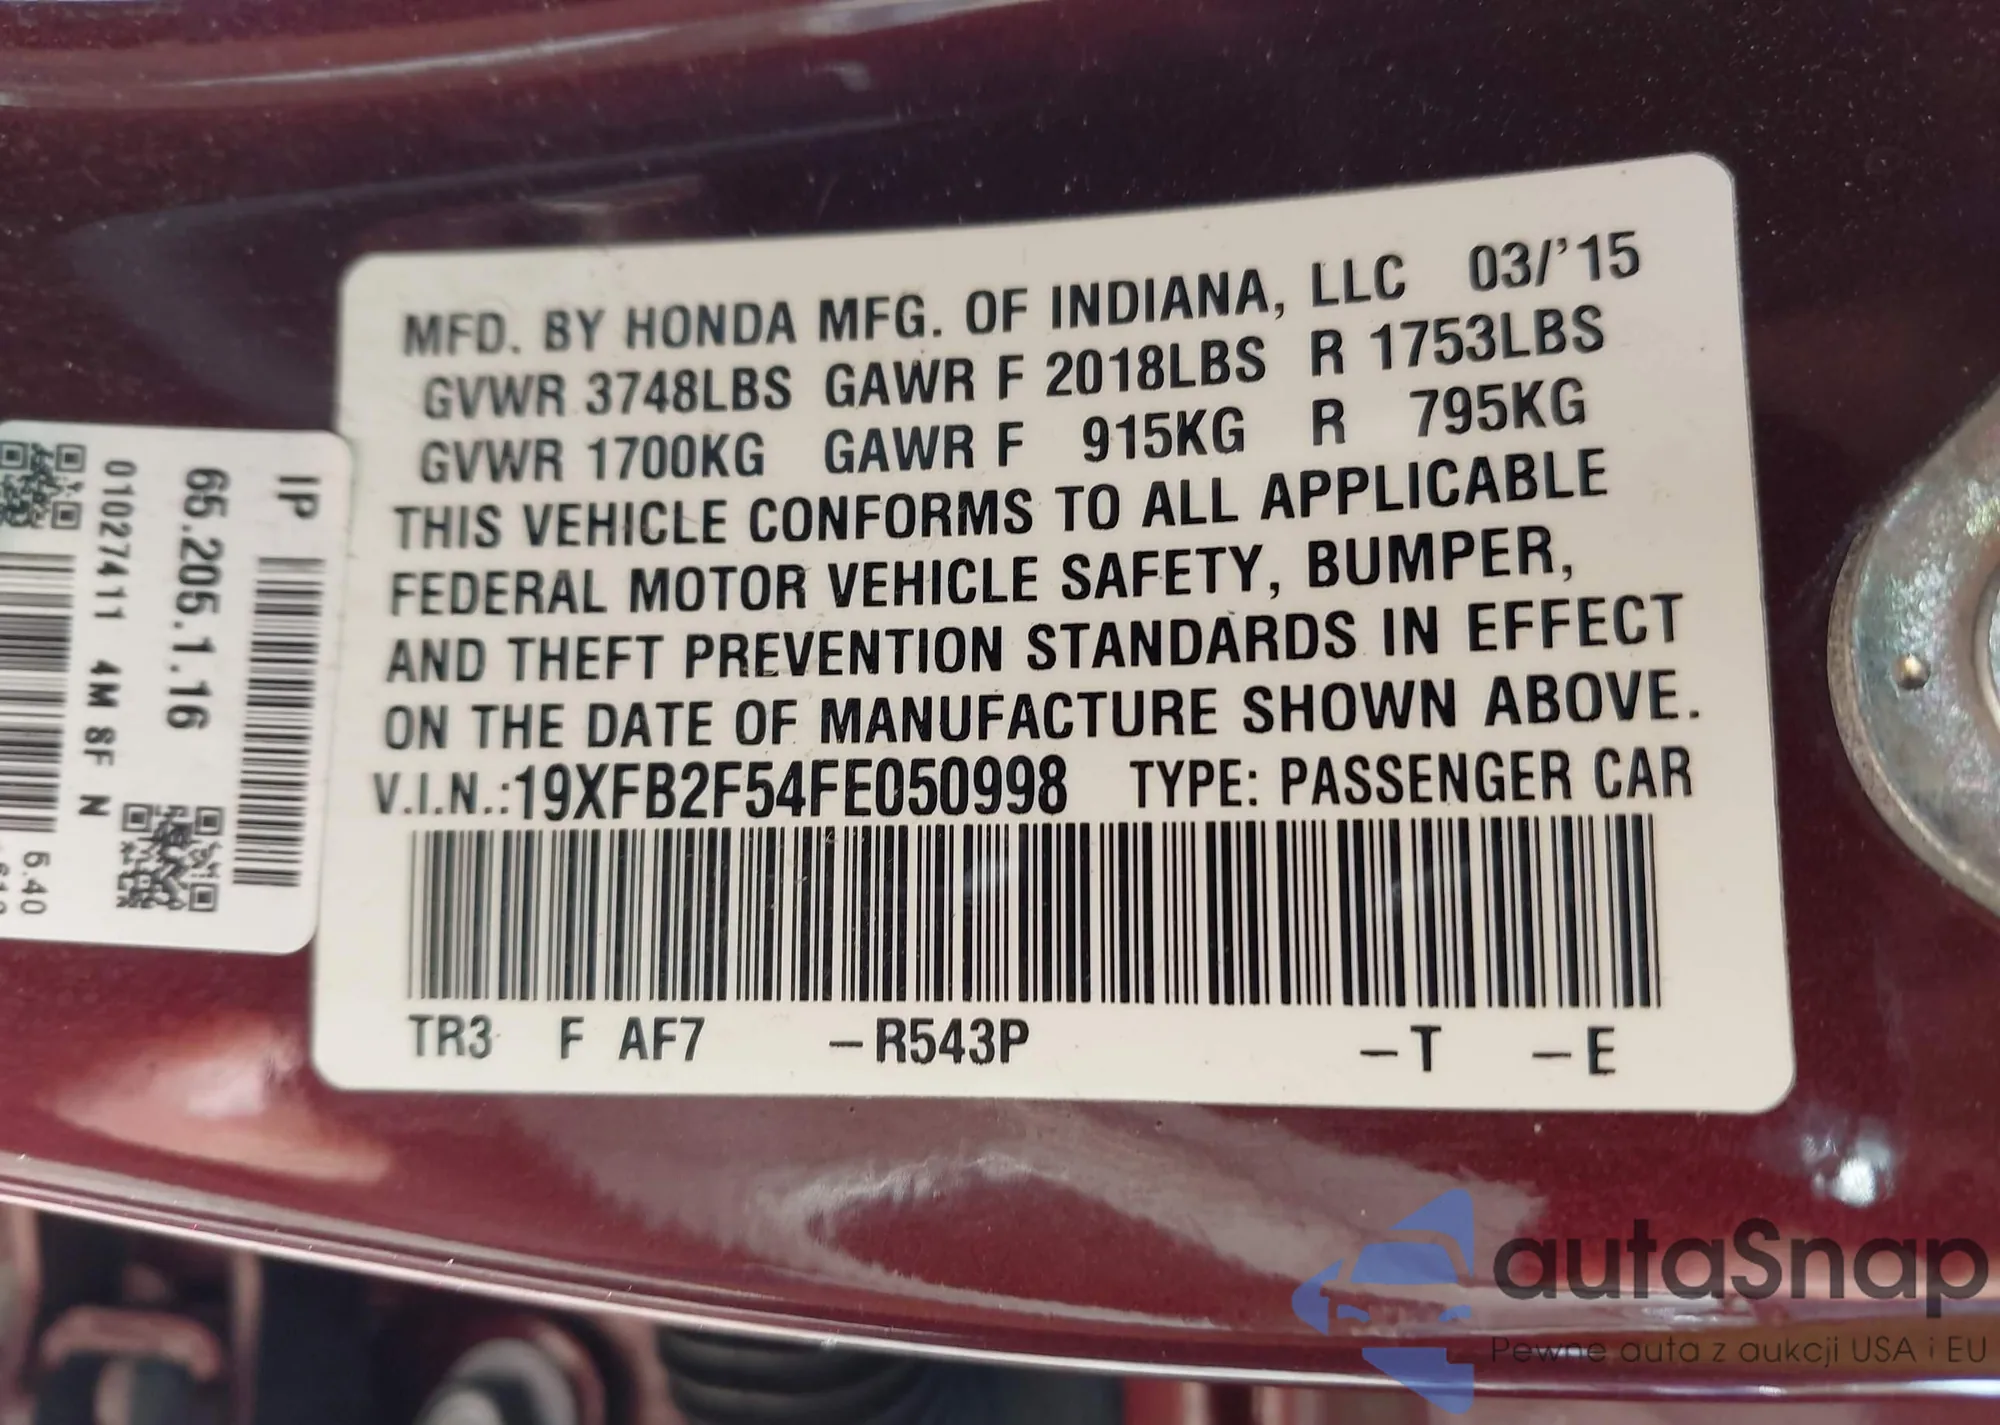 MFD. BY HONDA MFG. OF INDIANA, LLC 03/'15
GVWR 3748LBS GAWR F 2018LBS R 1753LBS
GVWR 1700KG GAWR F 915KG R 795KG
THIS VEHICLE CONFORMS TO ALL APPLICABLE
FEDERAL MOTOR VEHICLE SAFETY, BUMPER,
AND THEFT PREVENTION STANDARDS IN EFFECT
ON THE DATE OF MANUFACTURE SHOWN ABOVE.
V.I.N.:19XFB2F54FE050998 TYPE: PASSENGER CAR
TR3 F AF7 –R543P –T –E
IP
65.205.1.16
01027411 4M 8F N
6.40
autaSnap
Pewne auta z aukcji USA i EU